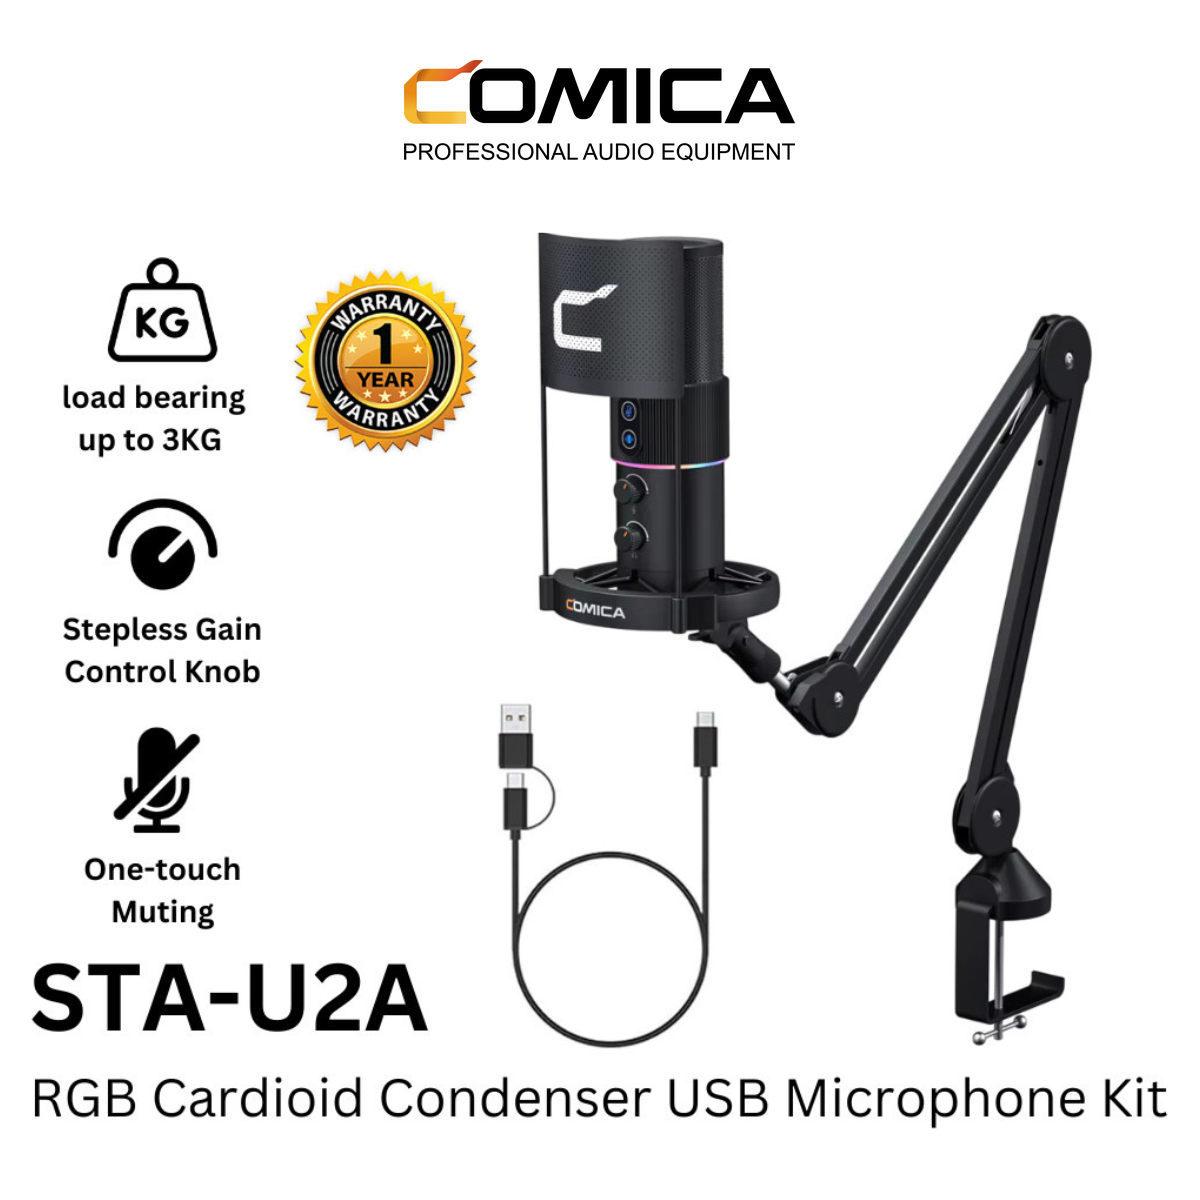 COMICA
PROFESSIONAL AUDIO EQUIPMENT
KG
load bearing
up to 3KG
WARRANTY
1
YEAR
WARRANTY
Stepless Gain
Control Knob
One-touch
Muting
COMICA
STA-U2A
RGB Cardioid Condenser USB Microphone Kit